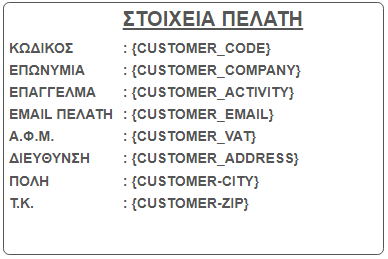 ΣΤΟΙΧΕΙΑ ΠΕΛΑΤΗ
ΚΩΔΙΚΟΣ : {CUSTOMER_CODE}
ΕΠΩΝΥΜΙΑ : {CUSTOMER_COMPANY}
ΕΠΑΓΓΕΛΜΑ : {CUSTOMER_ACTIVITY}
EMAIL ΠΕΛΑΤΗ : {CUSTOMER_EMAIL}
Α.Φ.Μ. : {CUSTOMER_VAT}
ΔΙΕΥΘΥΝΣΗ : {CUSTOMER_ADDRESS}
ΠΟΛΗ : {CUSTOMER-CITY}
Τ.Κ. : {CUSTOMER-ZIP}